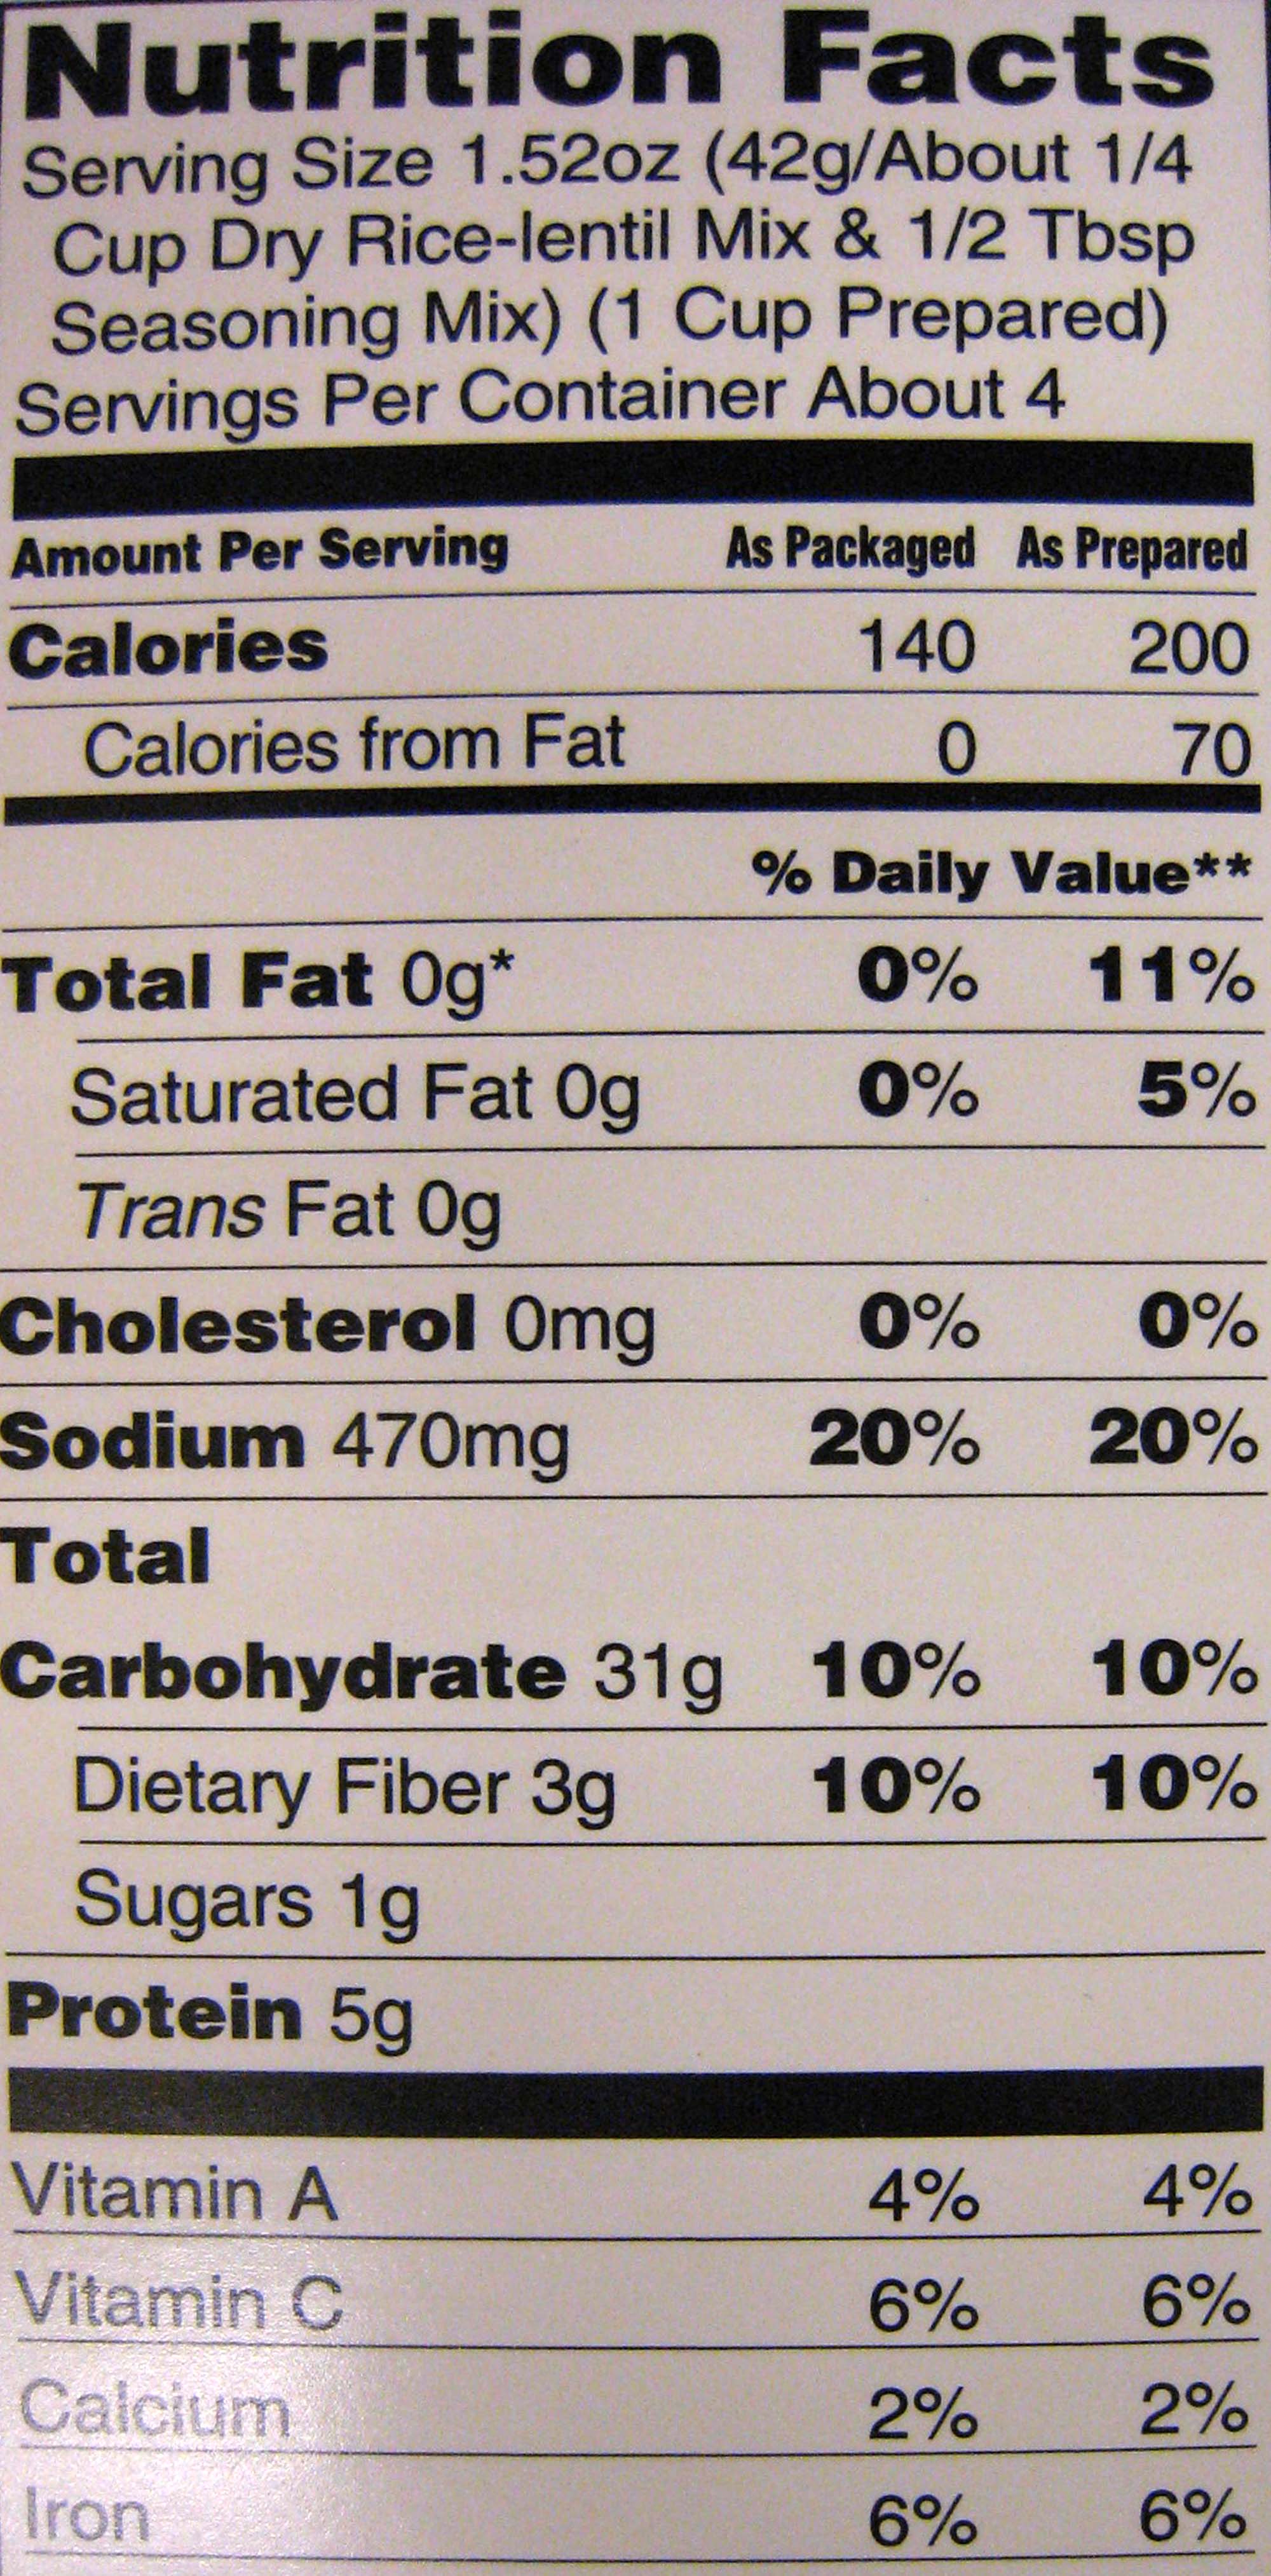 Nutrition Facts
Serving Size 1.52oz (42g/About 1/4
Cup Dry Rice-lentil Mix & 1/2 Tbsp
Seasoning Mix) (1 Cup Prepared)
Servings Per Container About 4
Amount Per Serving As Packaged As Prepared
Calories 140 200
Calories from Fat 0 70
% Daily Value**
Total Fat 0g* 0% 11%
Saturated Fat 0g 0% 5%
Trans Fat 0g
Cholesterol 0mg 0% 0%
Sodium 470mg 20% 20%
Total
Carbohydrate 31g 10% 10%
Dietary Fiber 3g 10% 10%
Sugars 1g
Protein 5g
Vitamin A 4% 4%
Vitamin C 6% 6%
Calcium 2% 2%
Iron 6% 6%